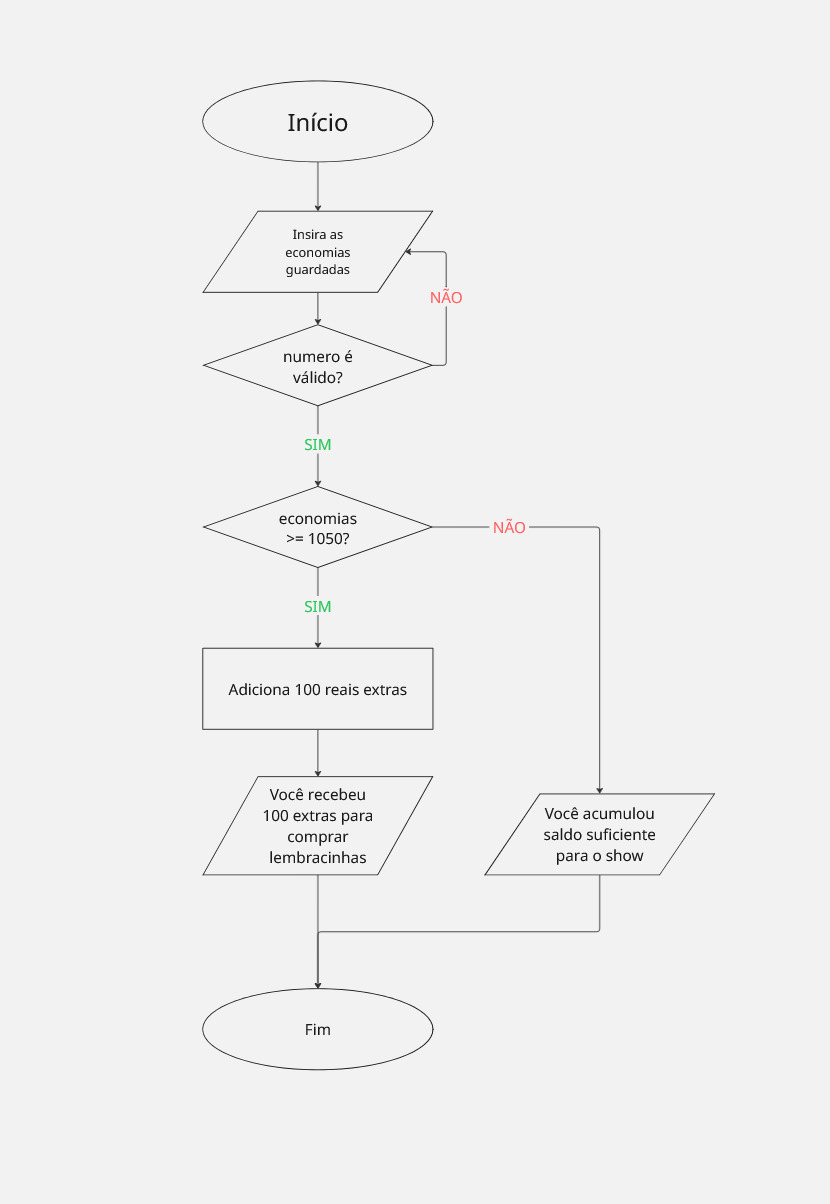 Início
Insira as
economias
guardadas
NÃO
numero é
válido?
SIM
economias
>= 1050?
NÃO
SIM
Adiciona 100 reais extras
Você recebeu
100 extras para
comprar
lembracinhas
Você acumulou
saldo suficiente
para o show
Fim